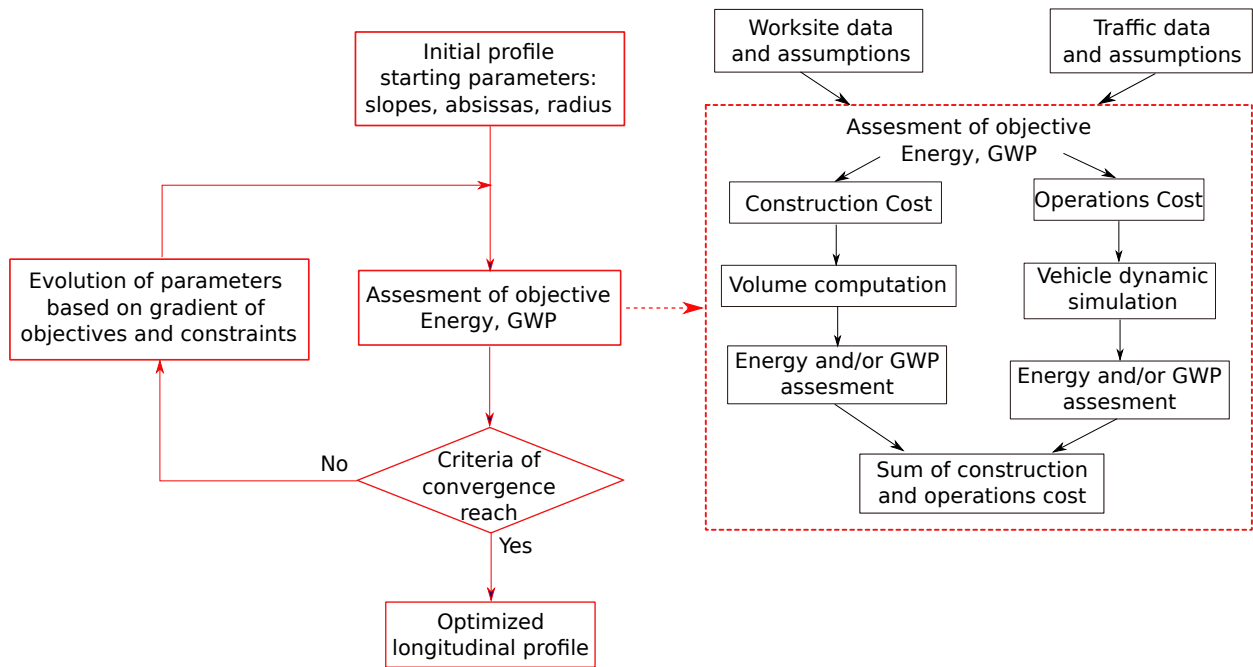 Initial profile
starting parameters:
slopes, absissas, radius
Evolution of parameters
based on gradient of
objectives and constraints
Assesment of objective
Energy, GWP
No
Criteria of
convergence
reach
Yes
Optimized
longitudinal profile
Worksite data
and assumptions
Traffic data
and assumptions
Assesment of objective
Energy, GWP
Construction Cost
Operations Cost
Volume computation
Vehicle dynamic
simulation
Energy and/or GWP
assesment
Energy and/or GWP
assesment
Sum of construction
and operations cost